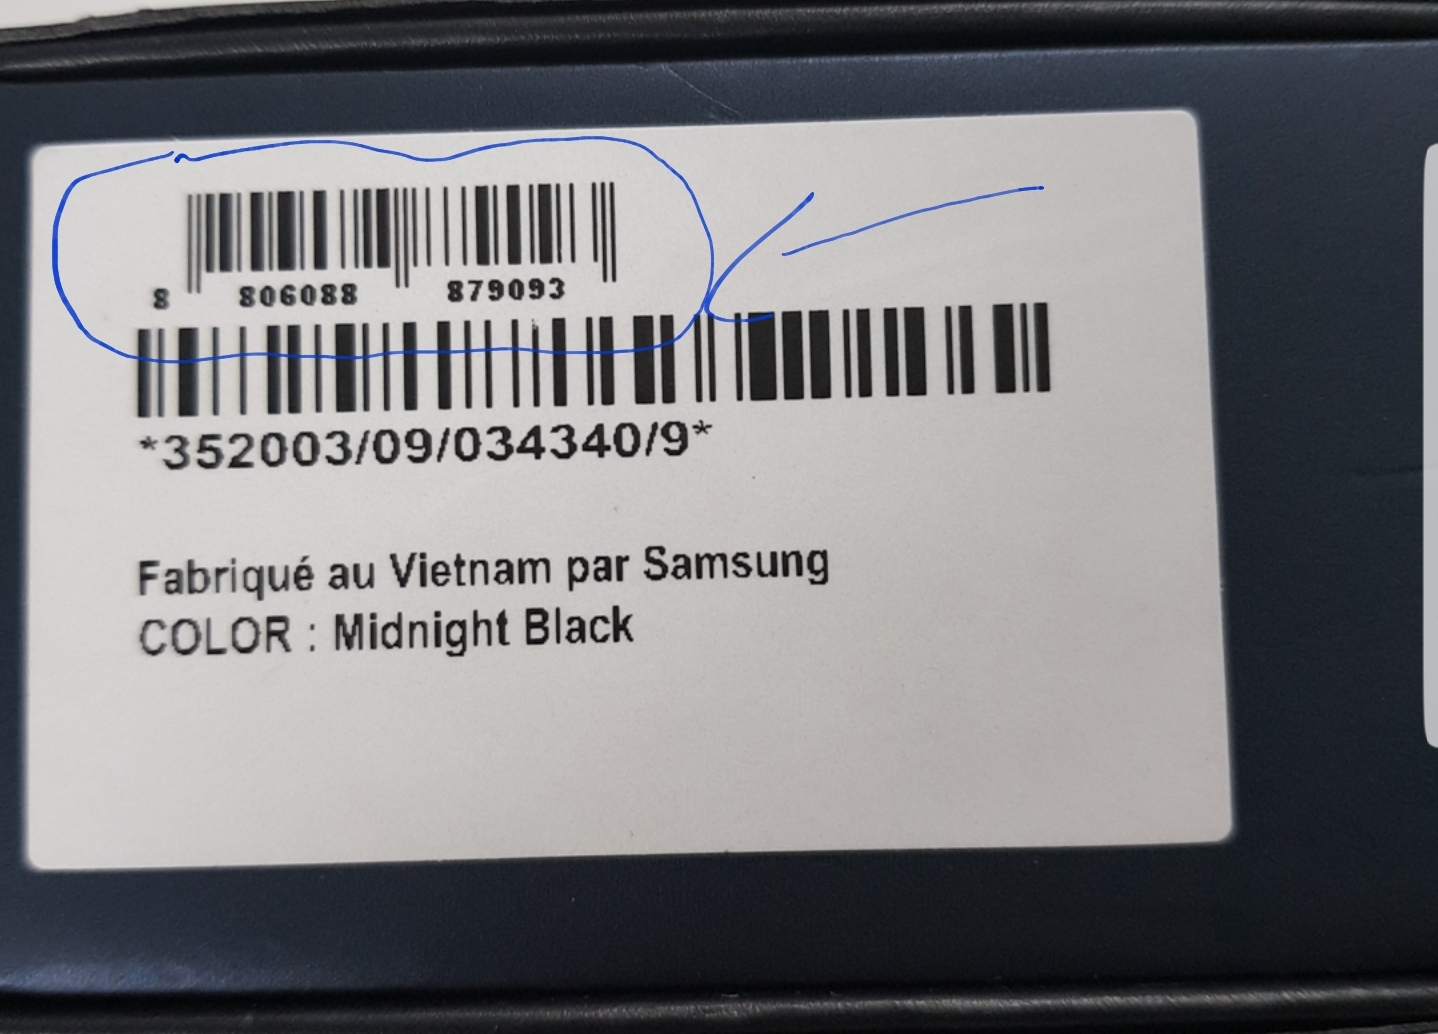 8 806088 879093
*352003/09/034340/9*
Fabriqué au Vietnam par Samsung
COLOR : Midnight Black